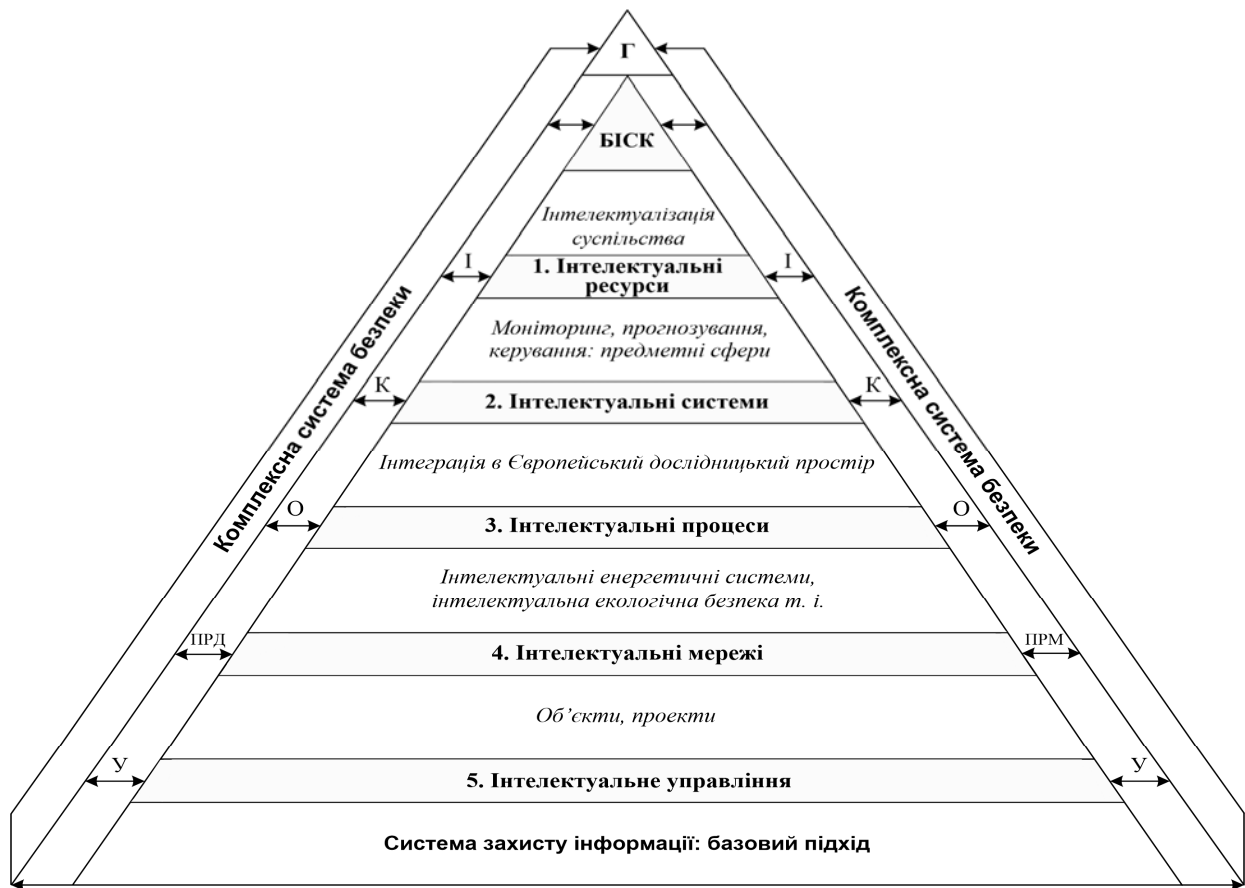 Г
БІСК
Інтелектуалізація
суспільства
І
1. Інтелектуальні
ресурси
І
Комплексна система безпеки
Комплексна система безпеки
Моніторинг, прогнозування,
керування: предметні сфери
К
2. Інтелектуальні системи
К
Інтеграція в Європейський дослідницький простір
О
3. Інтелектуальні процеси
О
Інтелектуальні енергетичні системи,
інтелектуальна екологічна безпека т. і.
ПРД
4. Інтелектуальні мережі
ПРМ
Об’єкти, проекти
У
5. Інтелектуальне управління
У
Система захисту інформації: базовий підхід